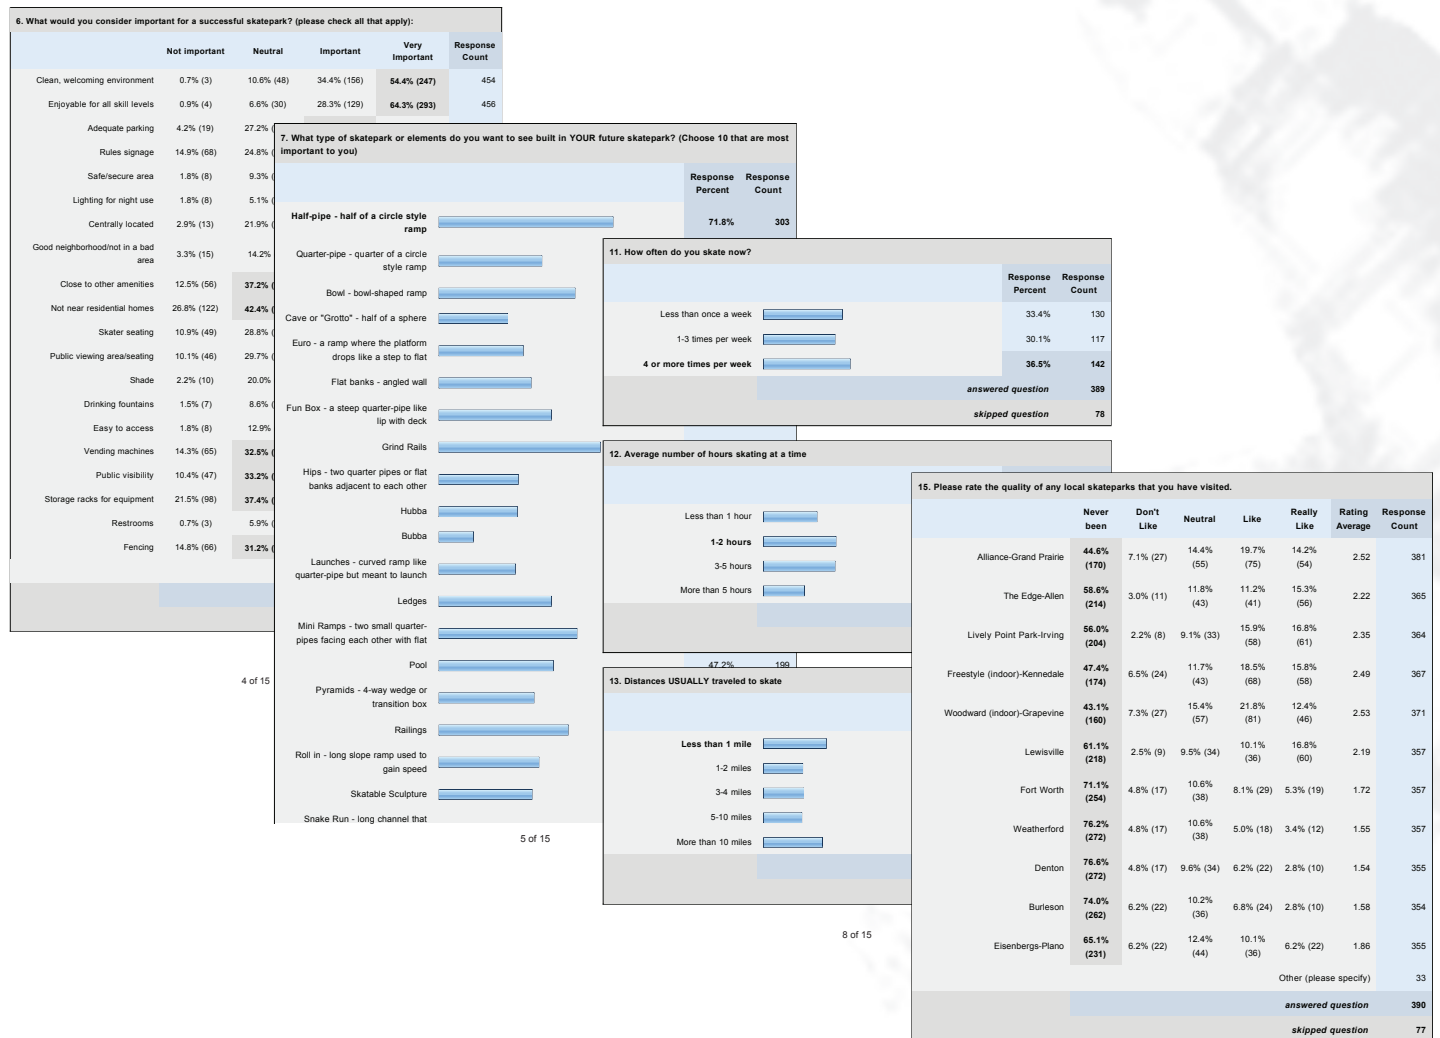 6. What would you consider important for a successful skatepark? (please check all that apply):
Not important Neutral Important Very Important Response Count
Clean, welcoming environment 0.7% (3) 10.6% (48) 34.4% (156) 54.4% (247) 454
Enjoyable for all skill levels 0.9% (4) 6.6% (30) 28.3% (129) 64.3% (293) 456
Adequate parking 4.2% (19) 27.2% (
Rules signage 14.9% (68) 24.8% (
Safe/secure area 1.8% (8) 9.3% (
Lighting for night use 1.8% (8) 5.1% (
Centrally located 2.9% (13) 21.9% (
Good neighborhood/not in a bad area 3.3% (15) 14.2%
Close to other amenities 12.5% (56) 37.2% (
Not near residential homes 26.8% (122) 42.4% (
Skater seating 10.9% (49) 28.8% (
Public viewing area/seating 10.1% (46) 29.7% (
Shade 2.2% (10) 20.0%
Drinking fountains 1.5% (7) 8.6% (
Easy to access 1.8% (8) 12.9%
Vending machines 14.3% (65) 32.5% (
Public visibility 10.4% (47) 33.2% (
Storage racks for equipment 21.5% (98) 37.4% (
Restrooms 0.7% (3) 5.9% (
Fencing 14.8% (66) 31.2% (
4 of 15
7. What type of skatepark or elements do you want to see built in YOUR future skatepark? (Choose 10 that are most
important to you)
Response Percent Response Count
Half-pipe - half of a circle style
ramp 71.8% 303
Quarter-pipe - quarter of a circle
style ramp
Bowl - bowl-shaped ramp
Cave or "Grotto" - half of a sphere
Euro - a ramp where the platform
drops like a step to flat
Flat banks - angled wall
Fun Box - a steep quarter-pipe like
lip with deck
Grind Rails
Hips - two quarter pipes or flat
banks adjacent to each other
Hubba
Bubba
Launches - curved ramp like
quarter-pipe but meant to launch
Ledges
Mini Ramps - two small quarter-
pipes facing each other with flat
Pool 47.2% 199
Pyramids - 4-way wedge or
transition box
Railings
Roll in - long slope ramp used to
gain speed
Skatable Sculpture
Snake Run - long channel that
5 of 15
11. How often do you skate now?
Response Percent Response Count
Less than once a week 33.4% 130
1-3 times per week 30.1% 117
4 or more times per week 36.5% 142
answered question 389
skipped question 78
12. Average number of hours skating at a time
Less than 1 hour
1-2 hours
3-5 hours
More than 5 hours
13. Distances USUALLY traveled to skate
Less than 1 mile
1-2 miles
3-4 miles
5-10 miles
More than 10 miles
8 of 15
15. Please rate the quality of any local skateparks that you have visited.
Never been Don't Like Neutral Like Really Like Rating Average Response Count
Alliance-Grand Prairie 44.6% (170) 7.1% (27) 14.4% (55) 19.7% (75) 14.2% (54) 2.52 381
The Edge-Allen 58.6% (214) 3.0% (11) 11.8% (43) 11.2% (41) 15.3% (56) 2.22 365
Lively Point Park-Irving 56.0% (204) 2.2% (8) 9.1% (33) 15.9% (58) 16.8% (61) 2.35 364
Freestyle (indoor)-Kennedale 47.4% (174) 6.5% (24) 11.7% (43) 18.5% (68) 15.8% (58) 2.49 367
Woodward (indoor)-Grapevine 43.1% (160) 7.3% (27) 15.4% (57) 21.8% (81) 12.4% (46) 2.53 371
Lewisville 61.1% (218) 2.5% (9) 9.5% (34) 10.1% (36) 16.8% (60) 2.19 357
Fort Worth 71.1% (254) 4.8% (17) 10.6% (38) 8.1% (29) 5.3% (19) 1.72 357
Weatherford 76.2% (272) 4.8% (17) 10.6% (38) 5.0% (18) 3.4% (12) 1.55 357
Denton 76.6% (272) 4.8% (17) 9.6% (34) 6.2% (22) 2.8% (10) 1.54 355
Burleson 74.0% (262) 6.2% (22) 10.2% (36) 6.8% (24) 2.8% (10) 1.58 354
Eisenbergs-Plano 65.1% (231) 6.2% (22) 12.4% (44) 10.1% (36) 6.2% (22) 1.86 355
Other (please specify) 33
answered question 390
skipped question 77